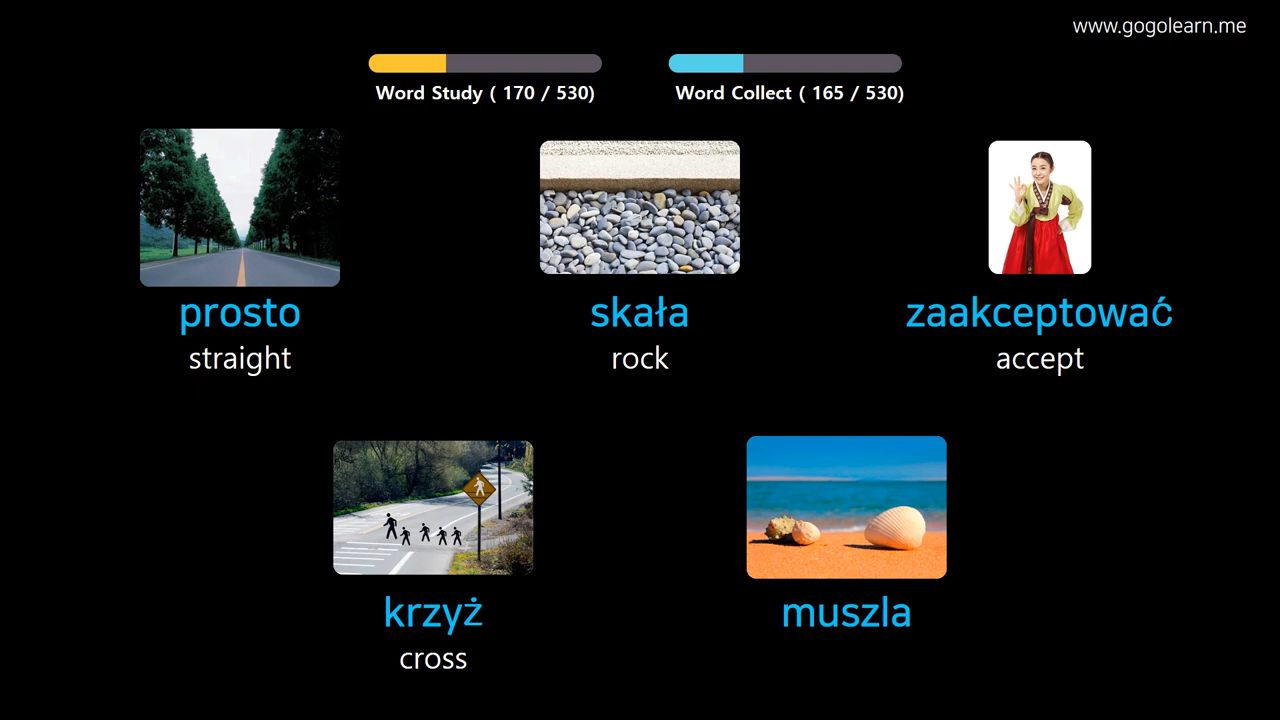 www.gogolearn.me
Word Study ( 170 / 530)
Word Collect ( 165 / 530)
prosto
straight
skała
rock
zaakceptować
accept
krzyż
cross
muszla